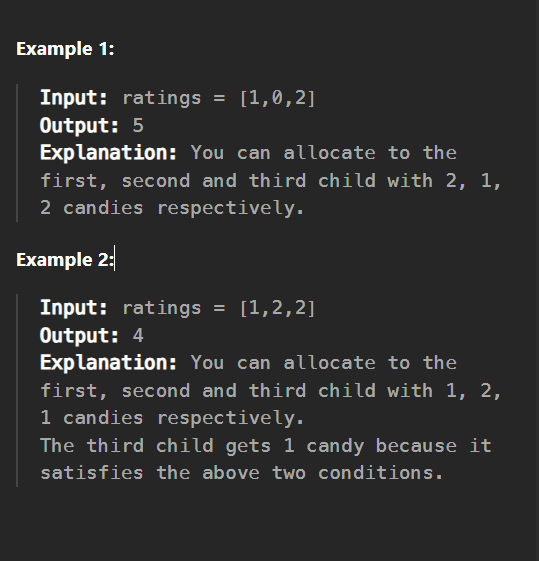 Example 1:
Input: ratings = [1,0,2]
Output: 5
Explanation: You can allocate to the
first, second and third child with 2, 1,
2 candies respectively.
Example 2:
Input: ratings = [1,2,2]
Output: 4
Explanation: You can allocate to the
first, second and third child with 1, 2,
1 candies respectively.
The third child gets 1 candy because it
satisfies the above two conditions.